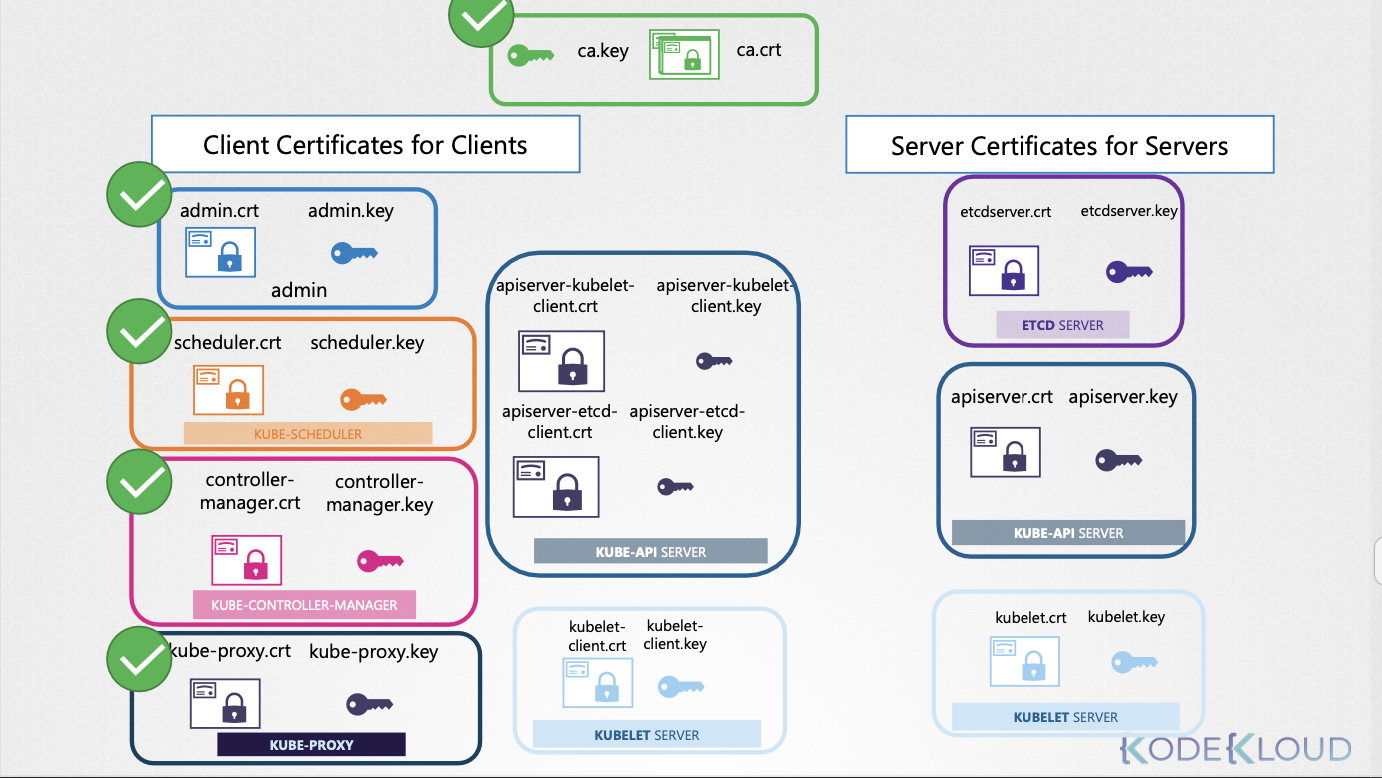 ca.key
ca.crt
Client Certificates for Clients
Server Certificates for Servers
admin.crt
admin.key
admin
scheduler.crt
scheduler.key
KUBE-SCHEDULER
controller-
manager.crt
controller-
manager.key
KUBE-CONTROLLER-MANAGER
kube-proxy.crt
kube-proxy.key
KUBE-PROXY
apiserver-kubelet-
client.crt
apiserver-kubelet-
client.key
apiserver-etcd-
client.crt
apiserver-etcd-
client.key
KUBE-API SERVER
kubelet-
client.crt
kubelet-
client.key
KUBELET SERVER
etcdserver.crt
etcdserver.key
ETCD SERVER
apiserver.crt
apiserver.key
KUBE-API SERVER
kubelet.crt
kubelet.key
KUBELET SERVER
KODEKLOUD